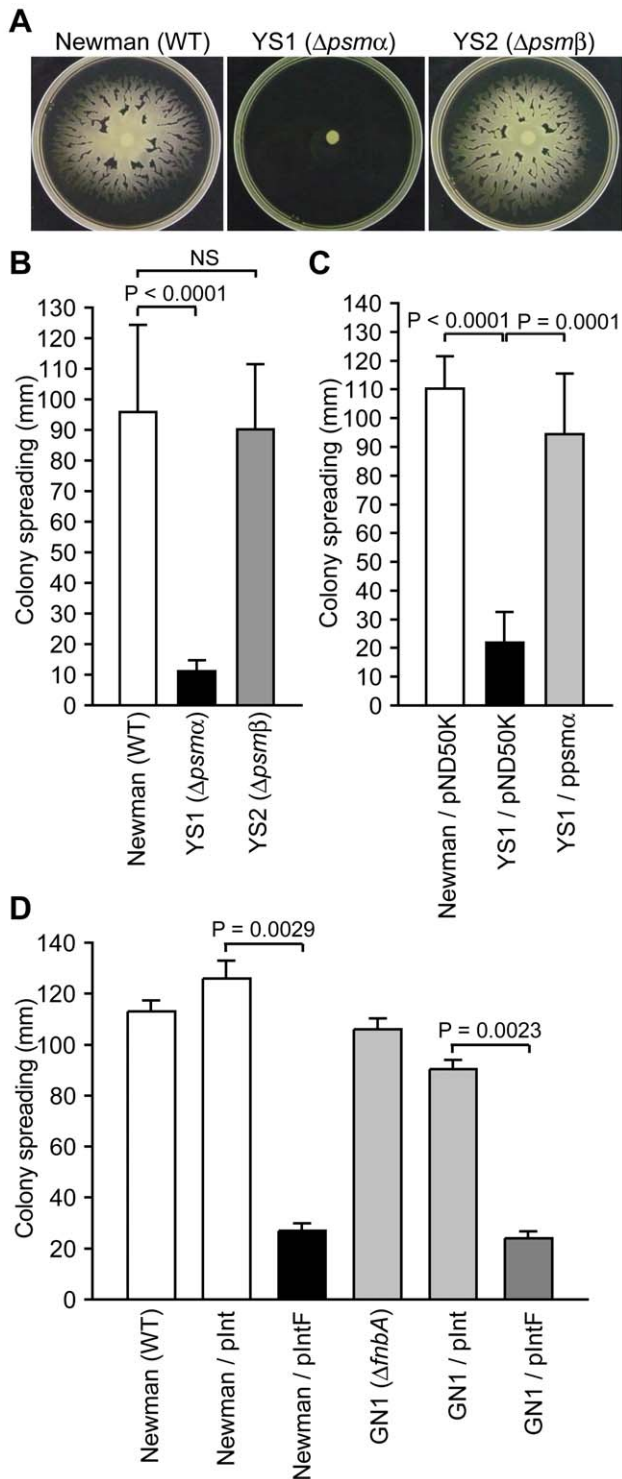 A
Newman (WT) YS1 (Δpsmα) YS2 (Δpsmβ)
B
NS
P < 0.0001
Colony spreading (mm)
130
120
110
100
90
80
70
60
50
40
30
20
10
0
Newman (WT)
YS1 (Δpsmα)
YS2 (Δpsmβ)
C
P < 0.0001 P = 0.0001
Colony spreading (mm)
140
130
120
110
100
90
80
70
60
50
40
30
20
10
0
Newman / pND50K
YS1 / pND50K
YS1 / ppsmα
D
P = 0.0029
P = 0.0023
Colony spreading (mm)
140
120
100
80
60
40
20
0
Newman (WT)
Newman / pInt
Newman / pIntF
GN1 (ΔfnbA)
GN1 / pInt
GN1 / pIntF